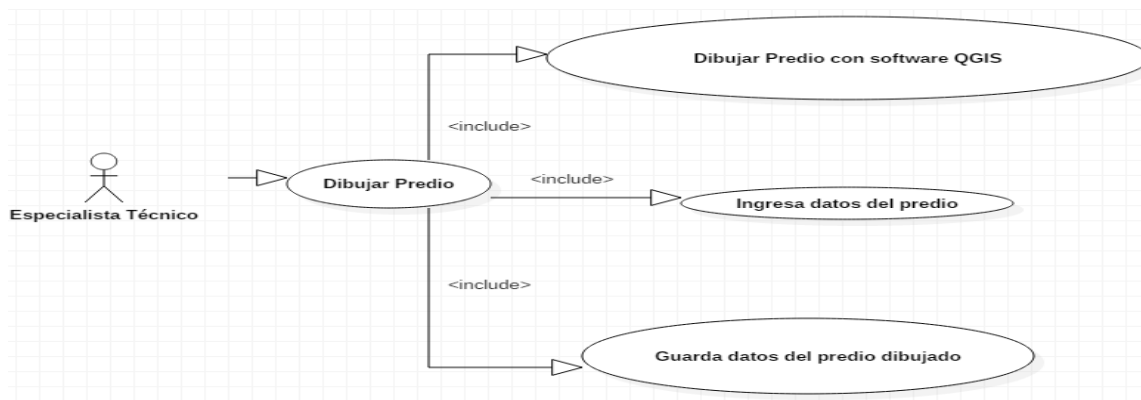 Dibujar Predio con software QGIS
<include>
<include>
Dibujar Predio
Ingresa datos del predio
Especialista Técnico
<include>
Guarda datos del predio dibujado